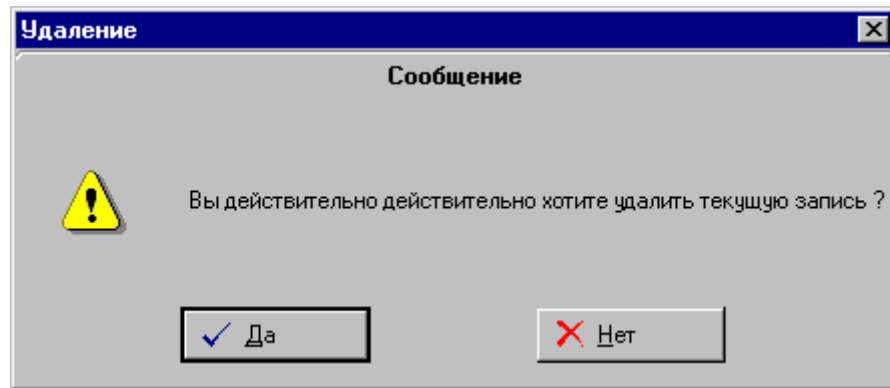 Удаление
Сообщение
Вы действительно действительно хотите удалить текущую запись ?
Да
Нет